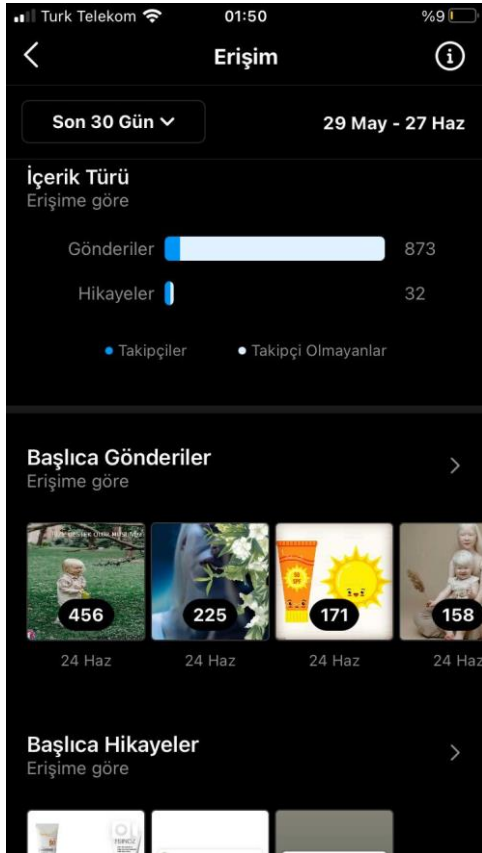 Turk Telekom 01:50 %9
Erişim
Son 30 Gün 29 May - 27 Haz
İçerik Türü
Erişime göre
Gönderiler 873
Hikayeler 32
Takipçiler Takipçi Olmayanlar
Başlıca Gönderiler
Erişime göre
456 225 171 158
24 Haz 24 Haz 24 Haz 24 Haz
Başlıca Hikayeler
Erişime göre